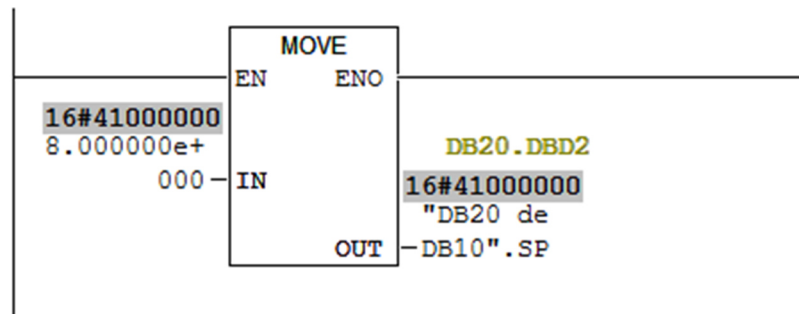 MOVE
EN ENO
16#41000000
8.000000e+
000 IN
DB20.DBD2
16#41000000
"DB20 de
OUT DB10".SP